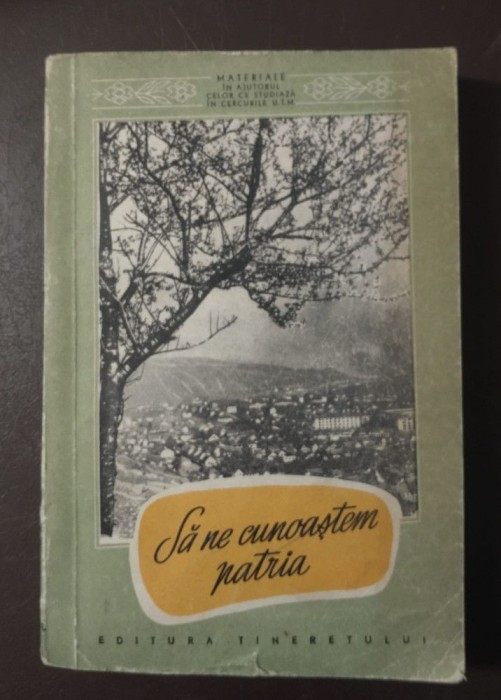 MATERIALE
ÎN AJUTORUL
CELOR CE STUDIAZĂ
ÎN CERCURILE U.T.M.
Să ne cunoaștem
patria
EDITURA TINERETULUI